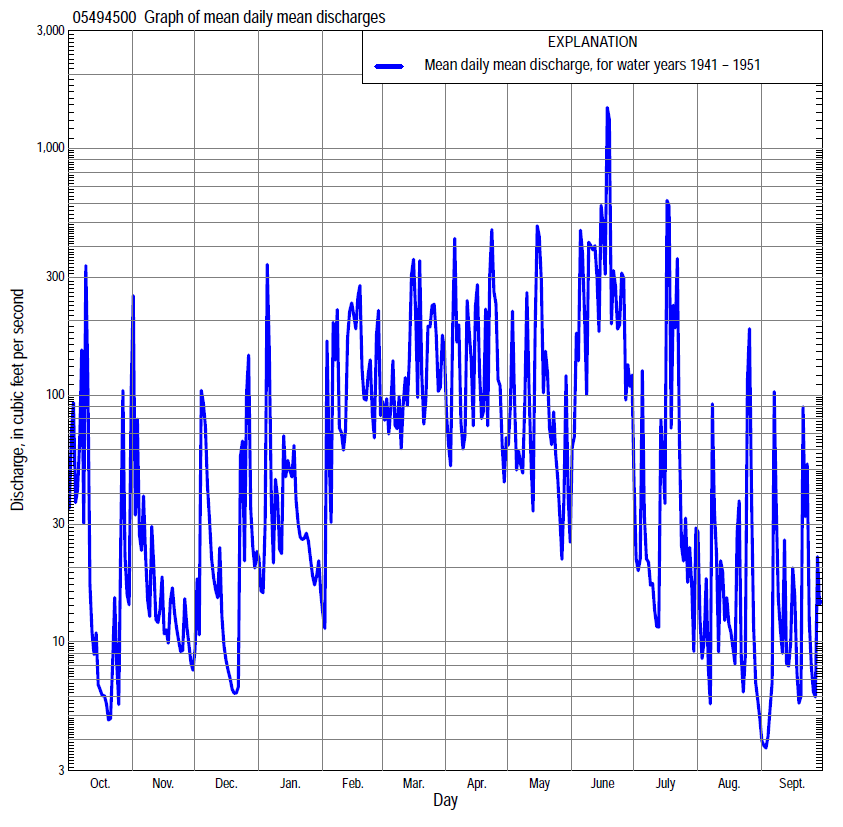 05494500 Graph of mean daily mean discharges
EXPLANATION
Mean daily mean discharge, for water years 1941 – 1951
Discharge, in cubic feet per second
3,000
1,000
300
100
30
10
3
Oct. Nov. Dec. Jan. Feb. Mar. Apr. May June July Aug. Sept.
Day